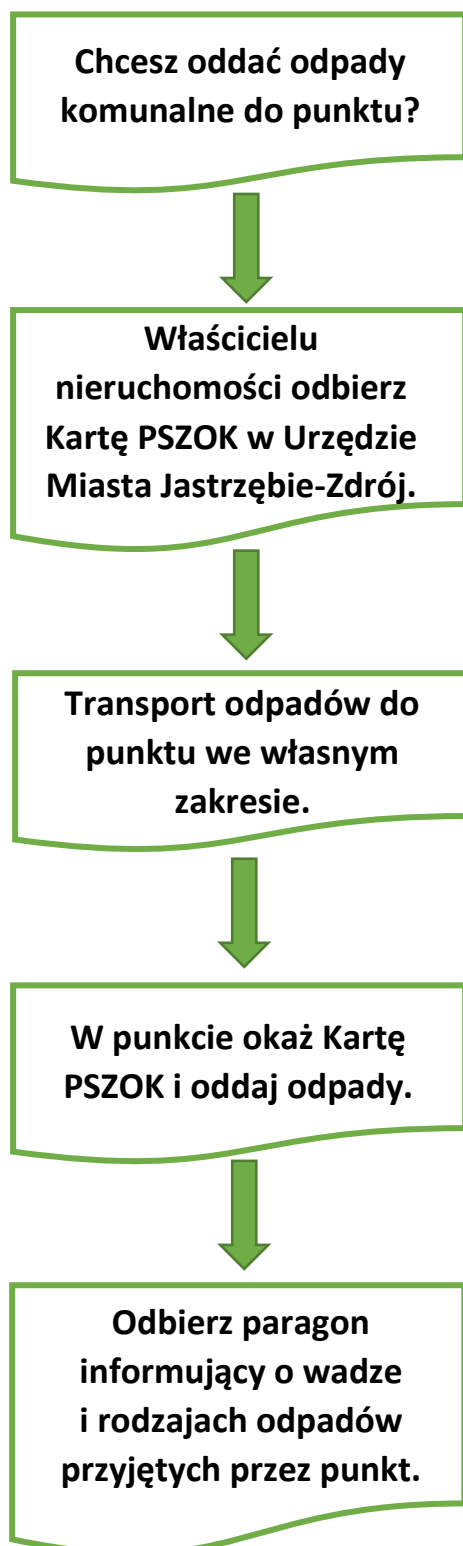 Chcesz oddać odpady
komunalne do punktu?
Właścicielu
nieruchomości odbierz
Kartę PSZOK w Urzędzie
Miasta Jastrzębie-Zdrój.
Transport odpadów do
punktu we własnym
zakresie.
W punkcie okaż Kartę
PSZOK i oddaj odpady.
Odbierz paragon
informujący o wadze
i rodzajach odpadów
przyjętych przez punkt.